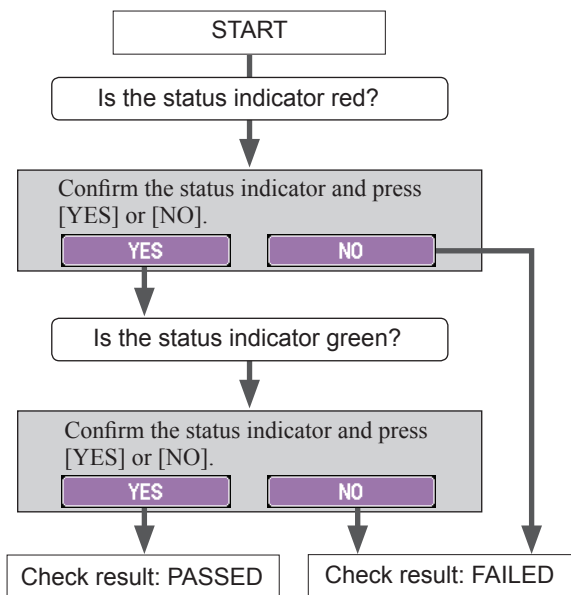 START
Is the status indicator red?
Confirm the status indicator and press
[YES] or [NO].
YES NO
Is the status indicator green?
Confirm the status indicator and press
[YES] or [NO].
YES NO
Check result: PASSED Check result: FAILED